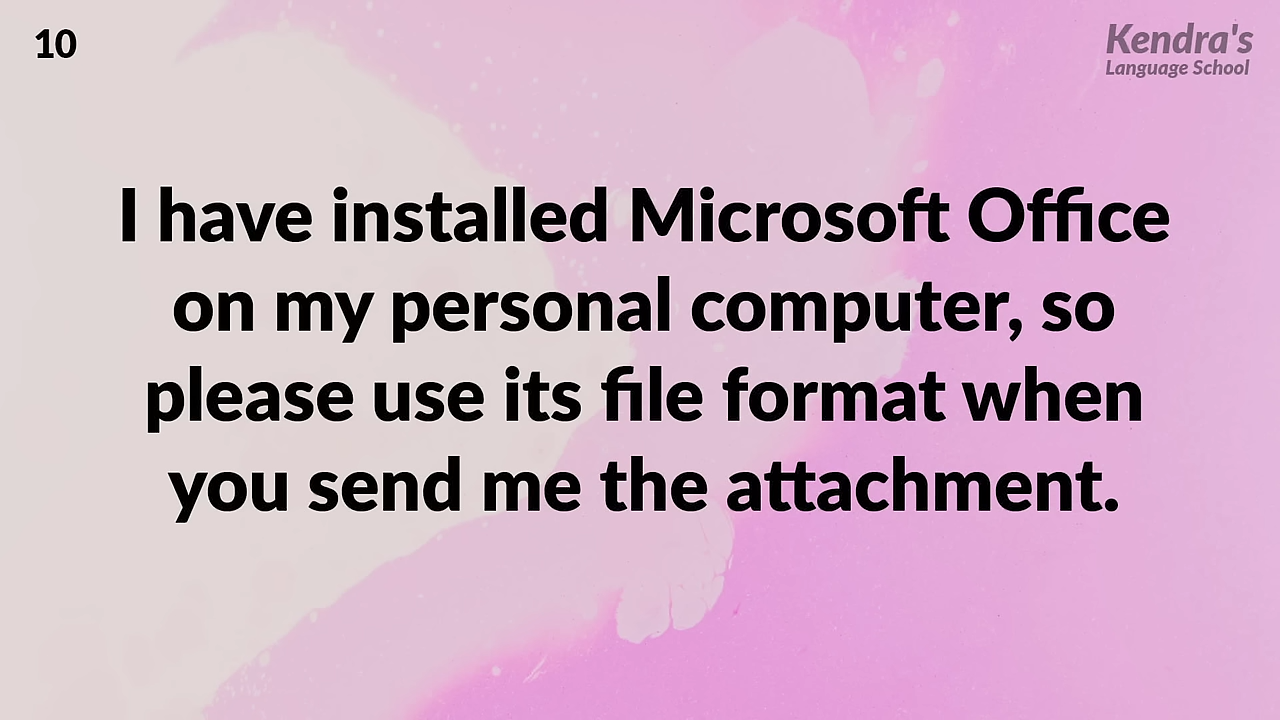 10
Kendra's
Language School
I have installed Microsoft Office
on my personal computer, so
please use its file format when
you send me the attachment.